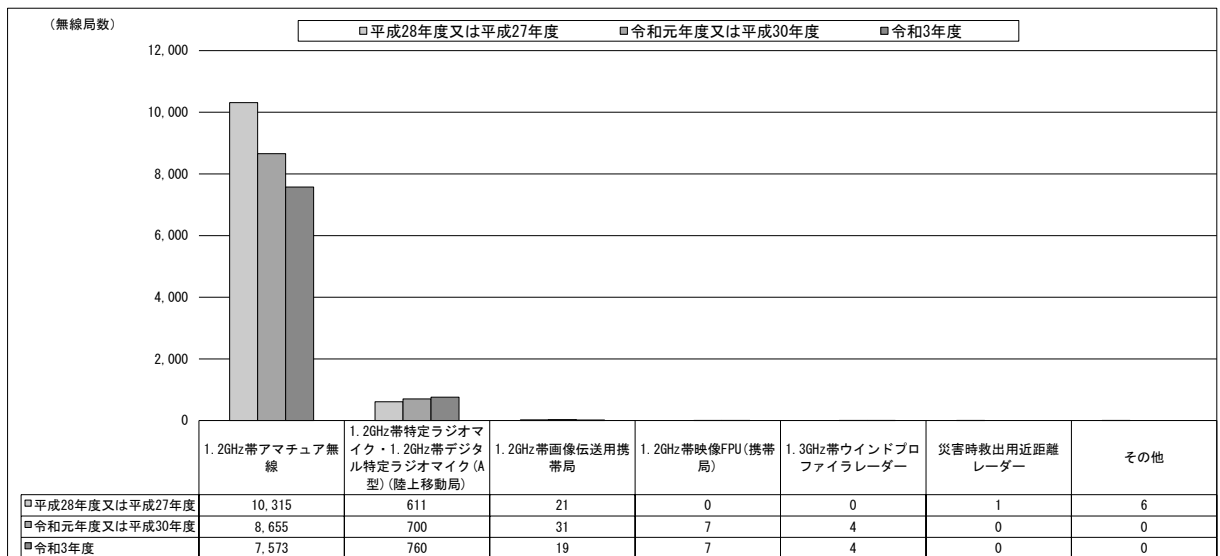 （無線局数）
□平成28年度又は平成27年度 ■令和元年度又は平成30年度 ■令和3年度
12,000
10,000
8,000
6,000
4,000
2,000
0
1.2GHz帯アマチュア無線
1.2GHz帯特定ラジオマイク・1.2GHz帯デジタル特定ラジオマイク(A型)(陸上移動局)
1.2GHz帯画像伝送用携帯局
1.2GHz帯映像FPU(携帯局)
1.3GHz帯ウインドプロファイラレーダー
災害時救出用近距離レーダー
その他
□平成28年度又は平成27年度 10,315 611 21 0 0 1 6
■令和元年度又は平成30年度 8,655 700 31 7 4 0 0
■令和3年度 7,573 760 19 7 4 0 0